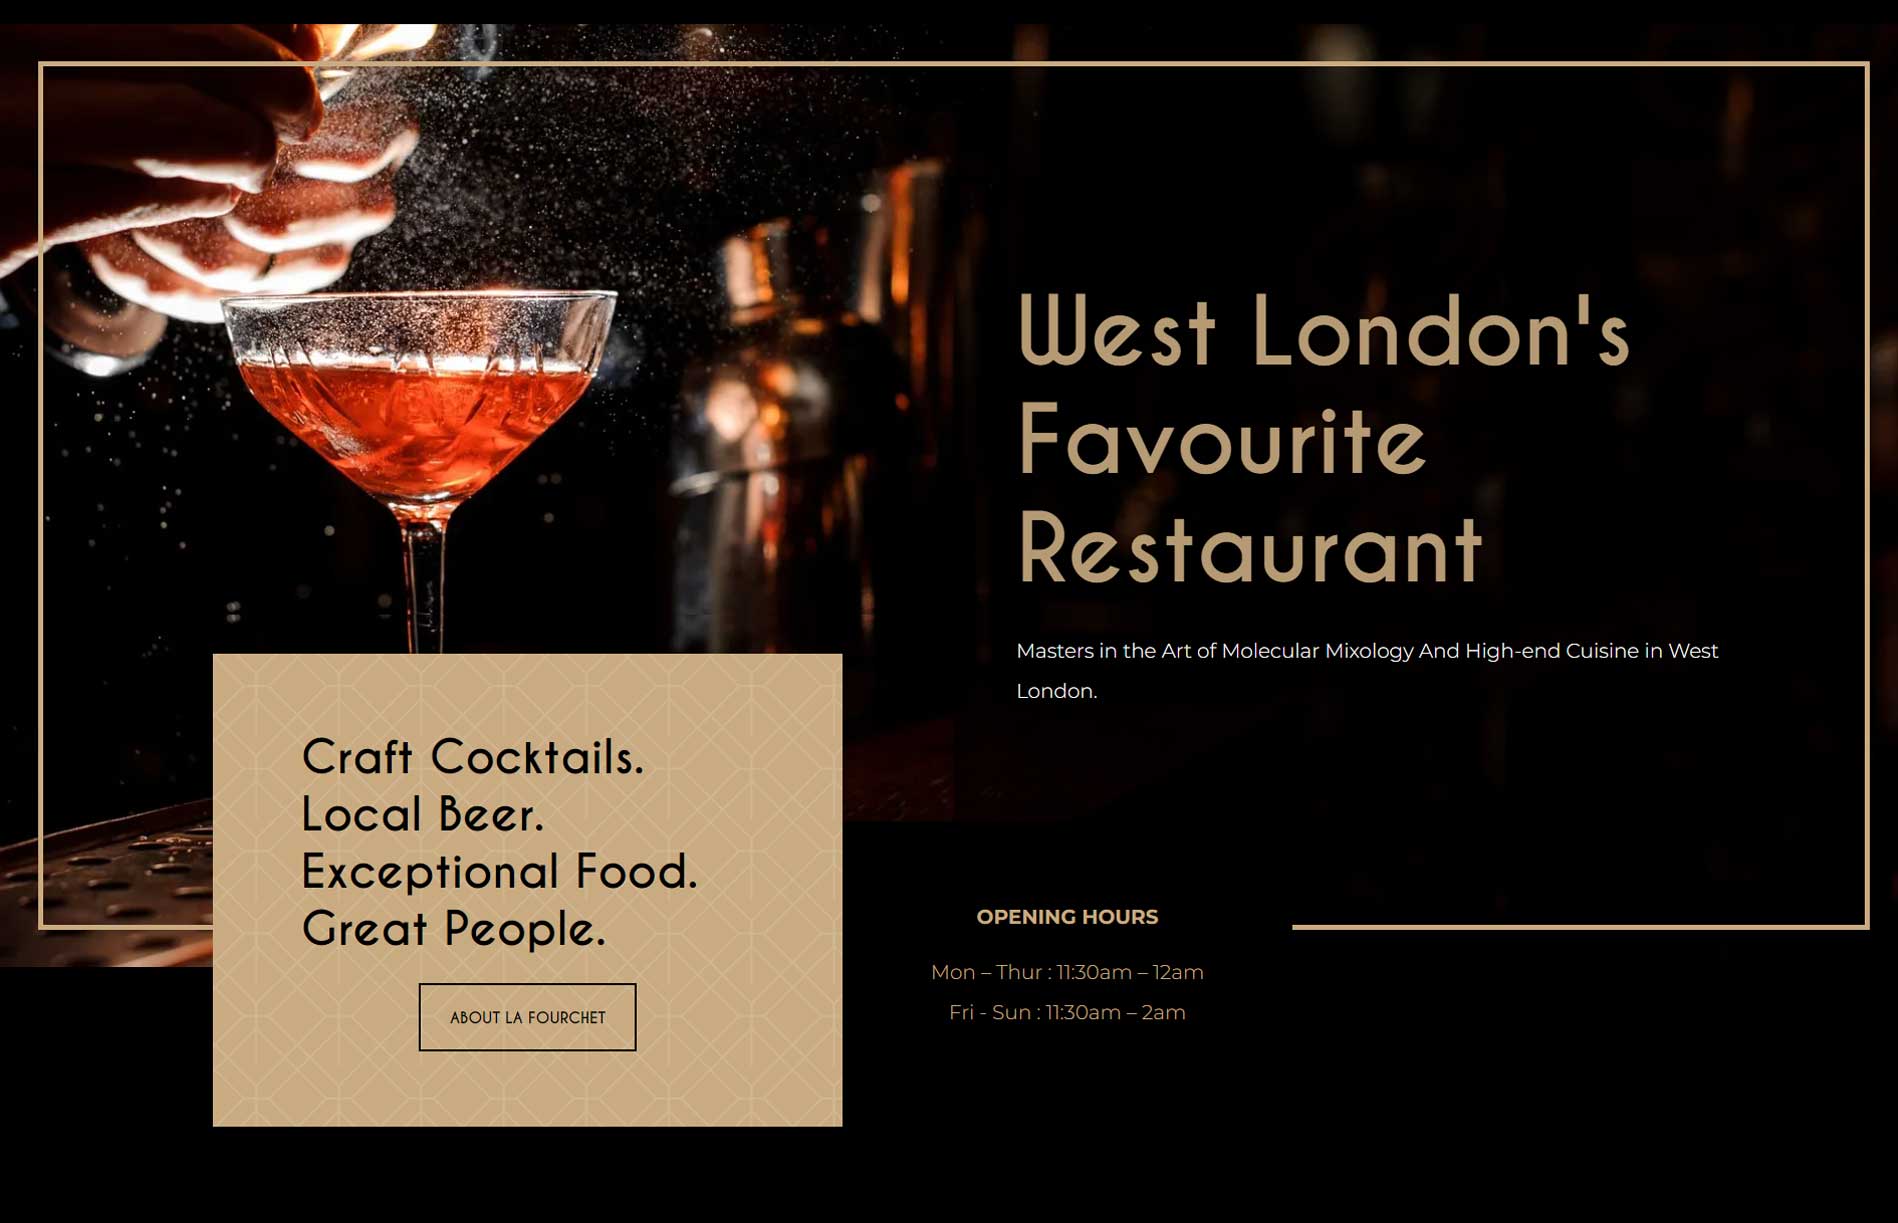 West London's
Favourite
Restaurant
Masters in the Art of Molecular Mixology And High-end Cuisine in West
London.
Craft Cocktails.
Local Beer.
Exceptional Food.
Great People.
ABOUT LA FOURCHET
OPENING HOURS
Mon – Thur : 11:30am – 12am
Fri - Sun : 11:30am – 2am